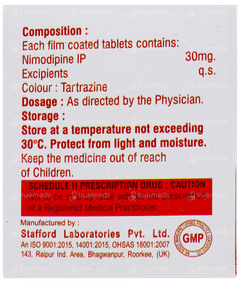 Composition :
Each film coated tablets contains:
Nimodipine IP 30mg.
Excipients q.s.
Colour : Tartrazine
Dosage : As directed by the Physician.
Storage :
Store at a temperature not exceeding
30°C. Protect from light and moisture.
Keep the medicine out of reach
of Children.
SCHEDULE H PRESCRIPTION DRUG : CAUTION
of a Registered Medical Practitioner.
Manufactured by :
Stafford Laboratories Pvt. Ltd.
An ISO 9001:2015, 14001:2015, OHSAS 18001:2007
143, Raipur Ind. Area, Bhagwanpur, Roorkee, (UK)
GMP